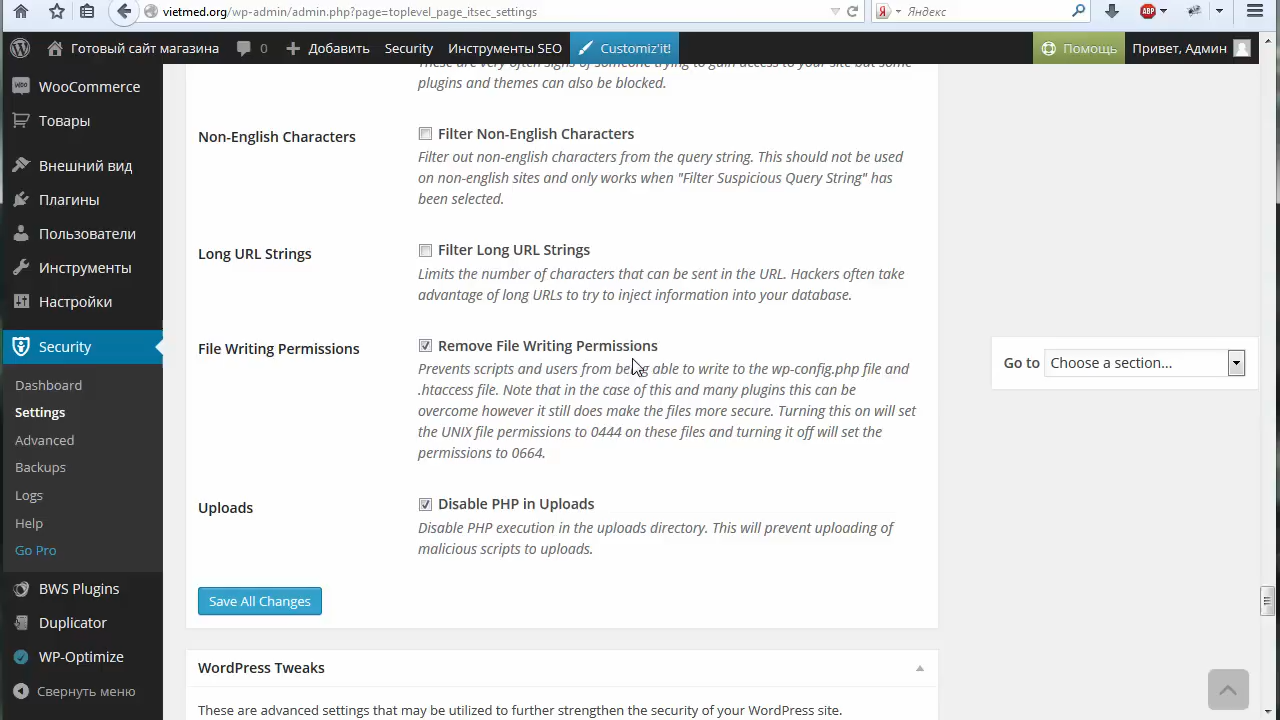 vietmed.org/wp-admin/admin.php?page=toplevel_page_itsec_settings
Яндекс
ABP
Готовый сайт магазина
0
Добавить
Security
Инструменты SEO
Customiz'it!
Помощь
Привет, Админ
WooCommerce
Товары
Внешний вид
Плагины
Пользователи
Инструменты
Настройки
Security
Dashboard
Settings
Advanced
Backups
Logs
Help
Go Pro
BWS Plugins
Duplicator
WP-Optimize
Свернуть меню
These are very often signs of someone trying to gain access to your site but some
plugins and themes can also be blocked.
Non-English Characters
Filter Non-English Characters
Filter out non-english characters from the query string. This should not be used
on non-english sites and only works when "Filter Suspicious Query String" has
been selected.
Long URL Strings
Filter Long URL Strings
Limits the number of characters that can be sent in the URL. Hackers often take
advantage of long URLs to try to inject information into your database.
File Writing Permissions
Remove File Writing Permissions
Prevents scripts and users from being able to write to the wp-config.php file and
.htaccess file. Note that in the case of this and many plugins this can be
overcome however it still does make the files more secure. Turning this on will set
the UNIX file permissions to 0444 on these files and turning it off will set the
permissions to 0664.
Uploads
Disable PHP in Uploads
Disable PHP execution in the uploads directory. This will prevent uploading of
malicious scripts to uploads.
Save All Changes
WordPress Tweaks
These are advanced settings that may be utilized to further strengthen the security of your WordPress site.
Go to
Choose a section...